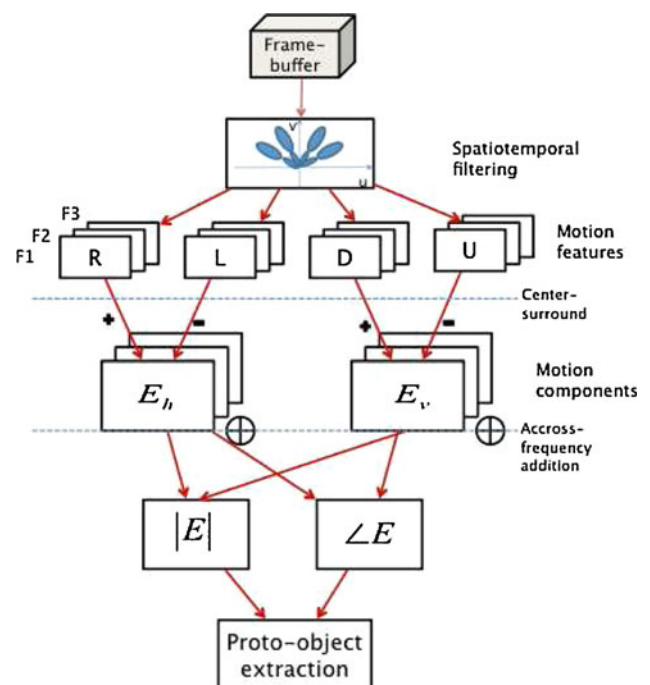 Frame-
buffer
v
u
Spatiotemporal
filtering
F3
F2
F1
R
L
D
U
Motion
features
Center-
surround
+
-
+
-
E_h
E_v
Motion
components
Accross-
frequency
addition
|E|
∠E
Proto-object
extraction